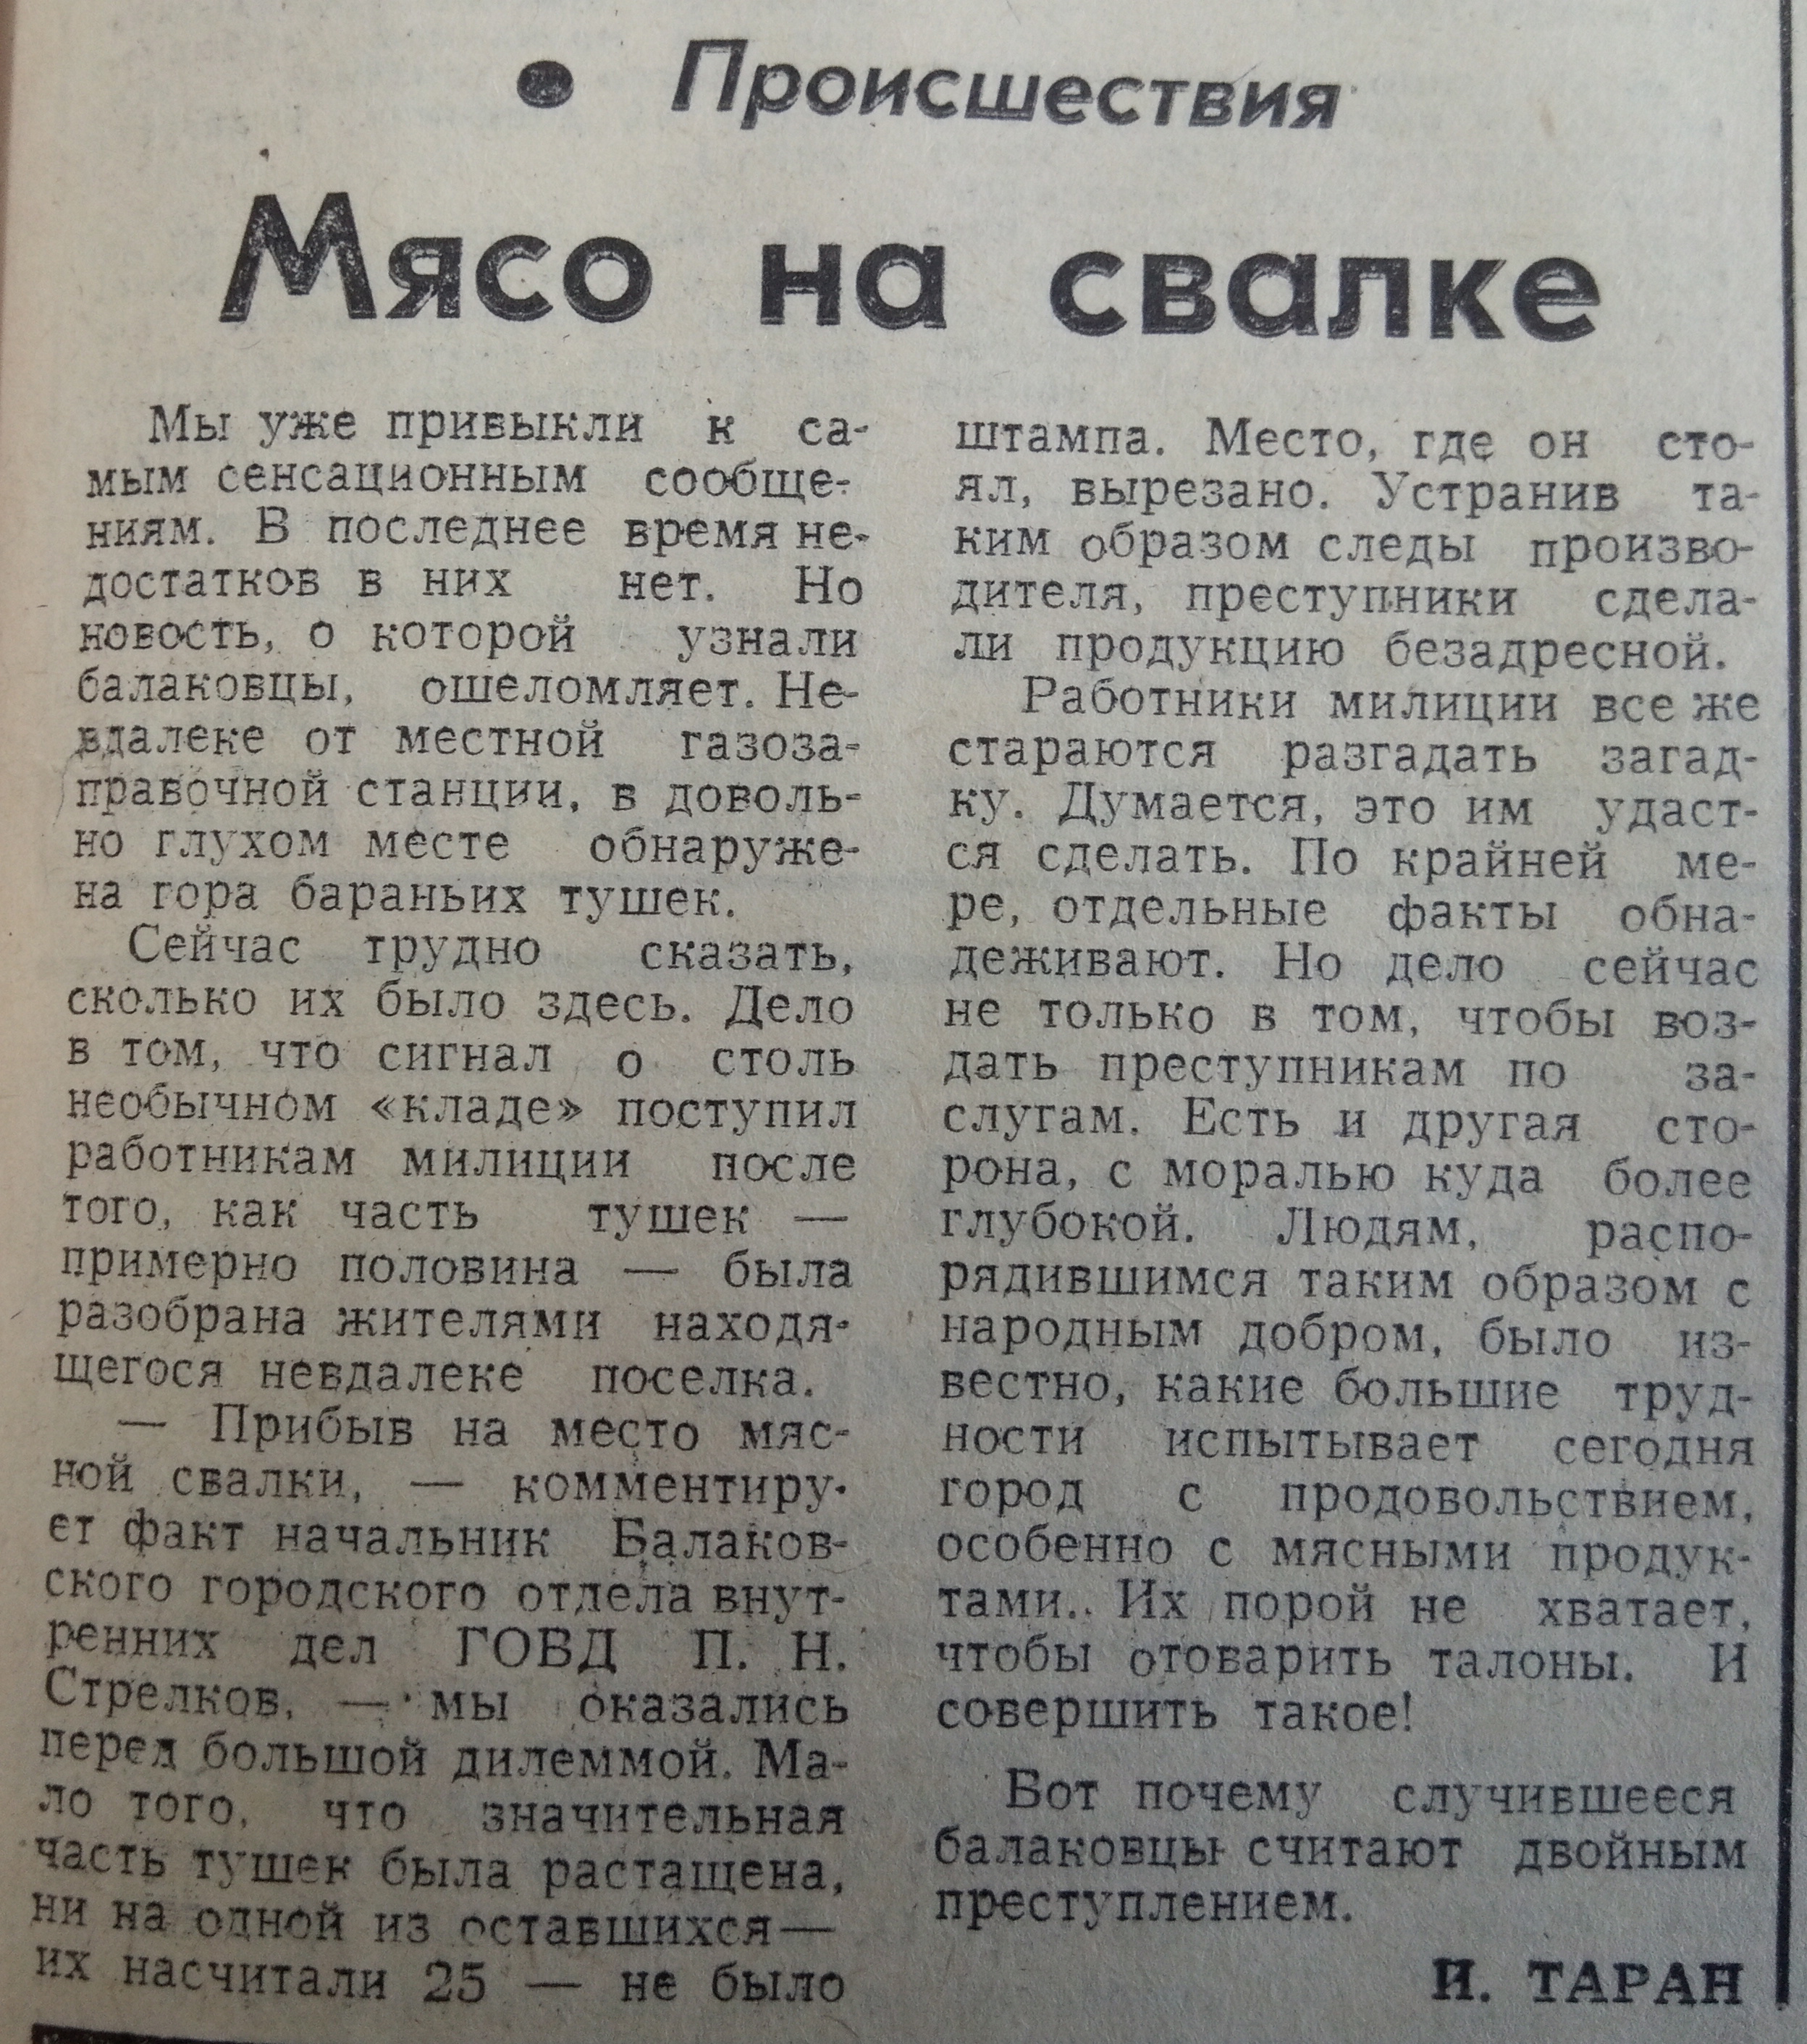 ● Происшествия
Мясо на свалке
Мы уже привыкли к са-
мым сенсационным сообще-
ниям. В последнее время не-
достатков в них нет. Но
новость, о которой узнали
балаковцы, ошеломляет. Не-
вдалеке от местной газоза-
правочной станции, в доволь-
но глухом месте обнаруже-
на гора бараньих тушек.
Сейчас трудно сказать,
сколько их было здесь. Дело
в том, что сигнал о столь
необычном «кладе» поступил
работникам милиции после
того, как часть тушек —
примерно половина — была
разобрана жителями находя-
щегося невдалеке поселка.
— Прибыв на место мяс-
ной свалки, — комментиру-
ет факт начальник Балаков-
ского городского отдела внут-
ренних дел ГОВД П. Н.
Стрелков, — мы оказались
перед большой дилеммой. Ма-
ло того, что значительная
часть тушек была растащена,
ни на одной из оставшихся—
их насчитали 25 — не было
штампа. Место, где он сто-
ял, вырезано. Устранив та-
ким образом следы произво-
дителя, преступники сдела-
ли продукцию безадресной.
Работники милиции все же
стараются разгадать загад-
ку. Думается, это им удаст-
ся сделать. По крайней ме-
ре, отдельные факты обна-
деживают. Но дело сейчас
не только в том, чтобы воз-
дать преступникам по за-
слугам. Есть и другая сто-
рона, с моралью куда более
глубокой. Людям, распо-
рядившимся таким образом с
народным добром, было из-
вестно, какие большие труд-
ности испытывает сегодня
город с продовольствием,
особенно с мясными продук-
тами.. Их порой не хватает,
чтобы отоварить талоны. И
совершить такое!
Вот почему случившееся
балаковцы считают двойным
преступлением.
И. ТАРАН